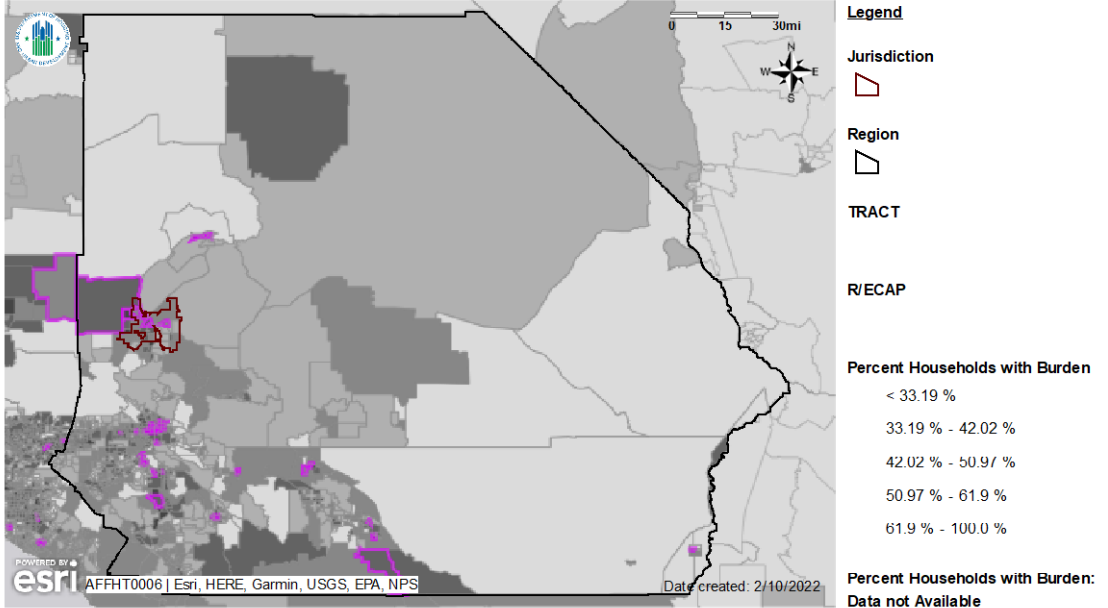 0 15 30mi
N
W E
S
POWERED BY
esri
AFFHT0006 | Esri, HERE, Garmin, USGS, EPA, NPS
Date created: 2/10/2022
Legend
Jurisdiction
Region
TRACT
R/ECAP
Percent Households with Burden
< 33.19 %
33.19 % - 42.02 %
42.02 % - 50.97 %
50.97 % - 61.9 %
61.9 % - 100.0 %
Percent Households with Burden:
Data not Available